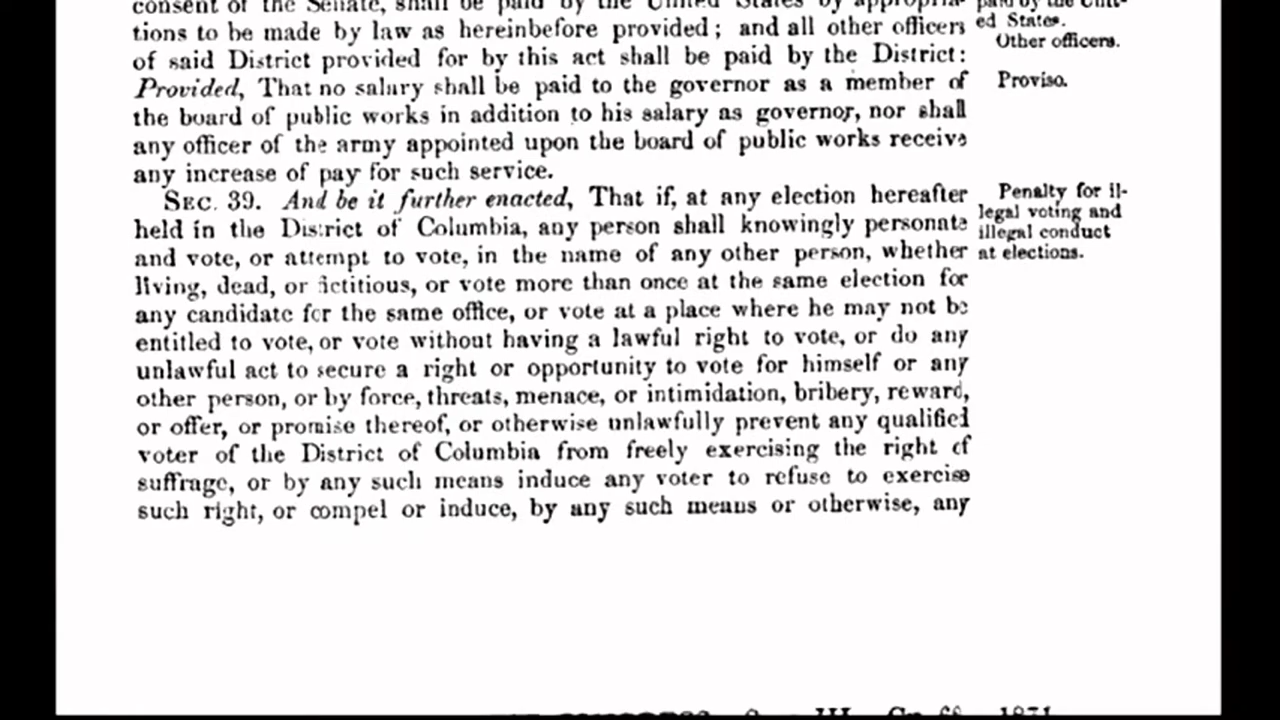 consent of the Senate, shall be paid by the United States by appropria-
tions to be made by law as hereinbefore provided; and all other officers
of said District provided for by this act shall be paid by the District:
Provided, That no salary shall be paid to the governor as a member of
the board of public works in addition to his salary as governor, nor shall
any officer of the army appointed upon the board of public works receive
any increase of pay for such service.
SEC. 39. And be it further enacted, That if, at any election hereafter
held in the District of Columbia, any person shall knowingly personate
and vote, or attempt to vote, in the name of any other person, whether
living, dead, or fictitious, or vote more than once at the same election for
any candidate for the same office, or vote at a place where he may not be
entitled to vote, or vote without having a lawful right to vote, or do any
unlawful act to secure a right or opportunity to vote for himself or any
other person, or by force, threats, menace, or intimidation, bribery, reward,
or offer, or promise thereof, or otherwise unlawfully prevent any qualified
voter of the District of Columbia from freely exercising the right of
suffrage, or by any such means induce any voter to refuse to exercise
such right, or compel or induce, by any such means or otherwise, any
paid by the Unit-
ed States.
Other officers.
Proviso.
Penalty for il-
legal voting and
illegal conduct
at elections.
1871